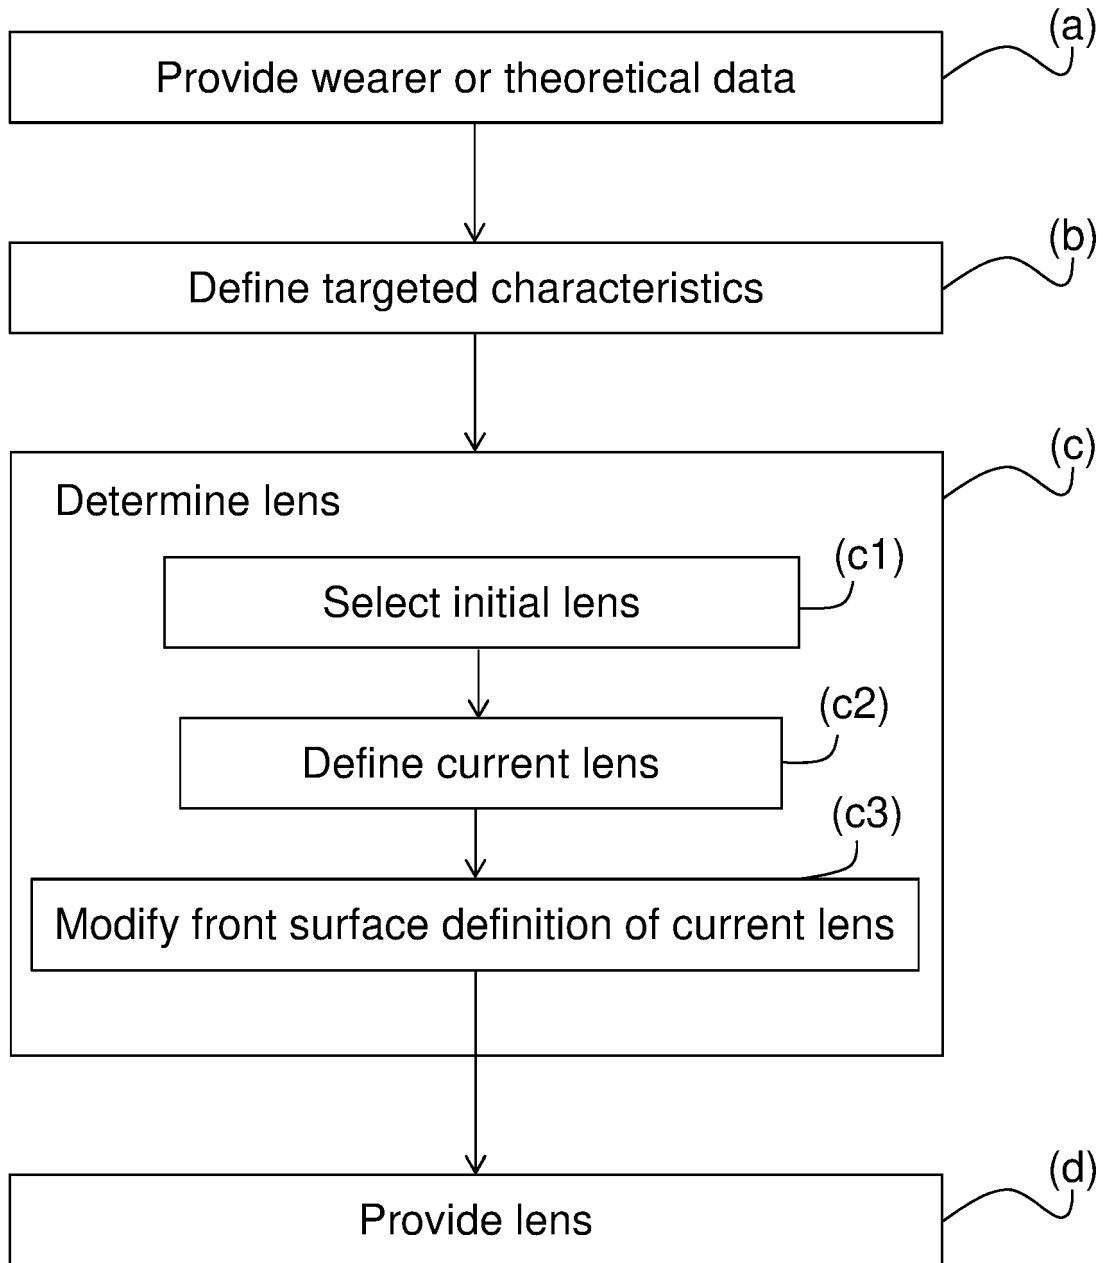 (a)
Provide wearer or theoretical data
(b)
Define targeted characteristics
(c)
Determine lens
(c1)
Select initial lens
(c2)
Define current lens
(c3)
Modify front surface definition of current lens
(d)
Provide lens